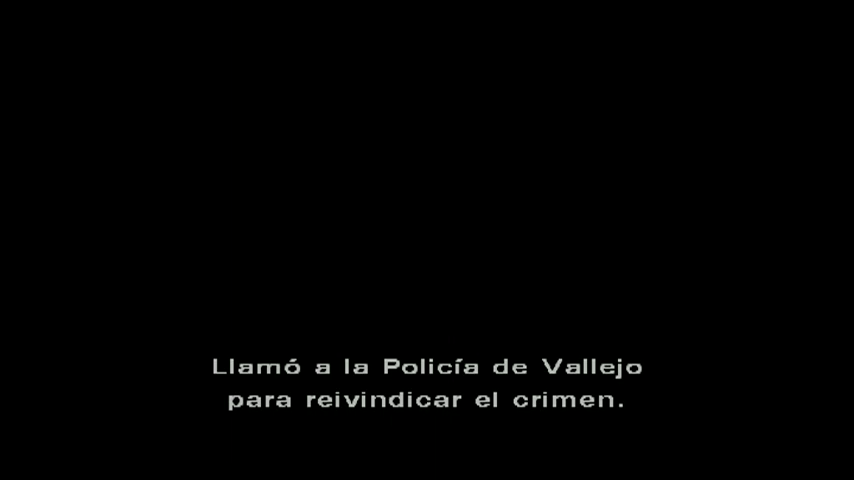 Llamó a la Policía de Vallejo
para reivindicar el crimen.